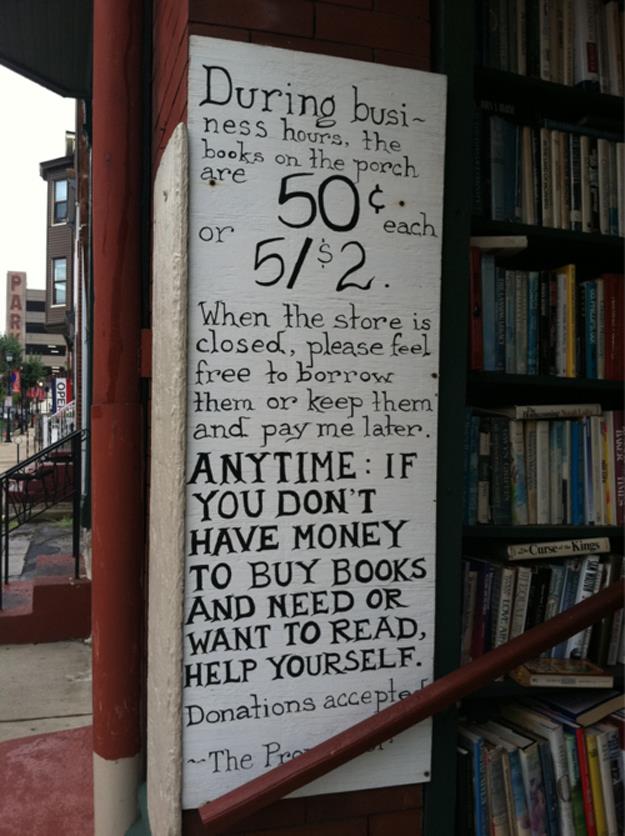 During busi~
ness hours, the
books on the porch
are 50¢ each
or 5/$2.
When the store is
closed, please feel
free to borrow
them or keep them
and pay me later.
ANYTIME: IF
YOU DON'T
HAVE MONEY
TO BUY BOOKS
AND NEED OR
WANT TO READ,
HELP YOURSELF.
Donations accepted
~The
PAR
OPEN
The Curse of the Kings